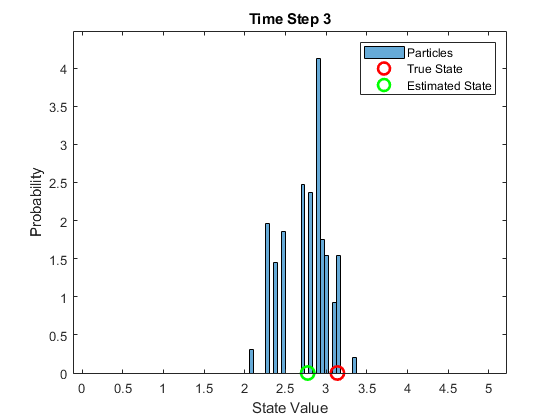 Time Step 3
Particles
True State
Estimated State
Probability
4
3.5
3
2.5
2
1.5
1
0.5
0
0 0.5 1 1.5 2 2.5 3 3.5 4 4.5 5
State Value